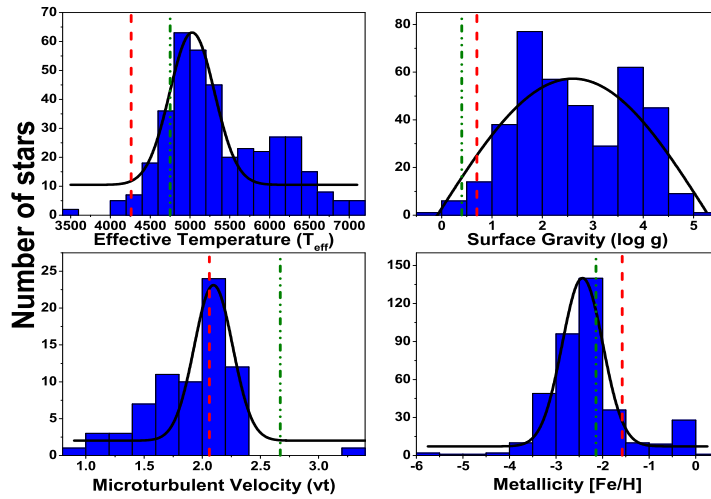 Number of stars
70
60
50
40
30
20
10
0
3500 4500 5000 5500 6000 6500 7000
Effective Temperature (Teff)
80
60
40
20
0
0 1 2 3 4 5
Surface Gravity (log g)
25
20
15
10
5
0
1.0 1.5 2.0 2.5 3.0
Microturbulent Velocity (vt)
150
120
90
60
30
0
-6 -5 -4 -3 -2 -1 0
Metallicity [Fe/H]